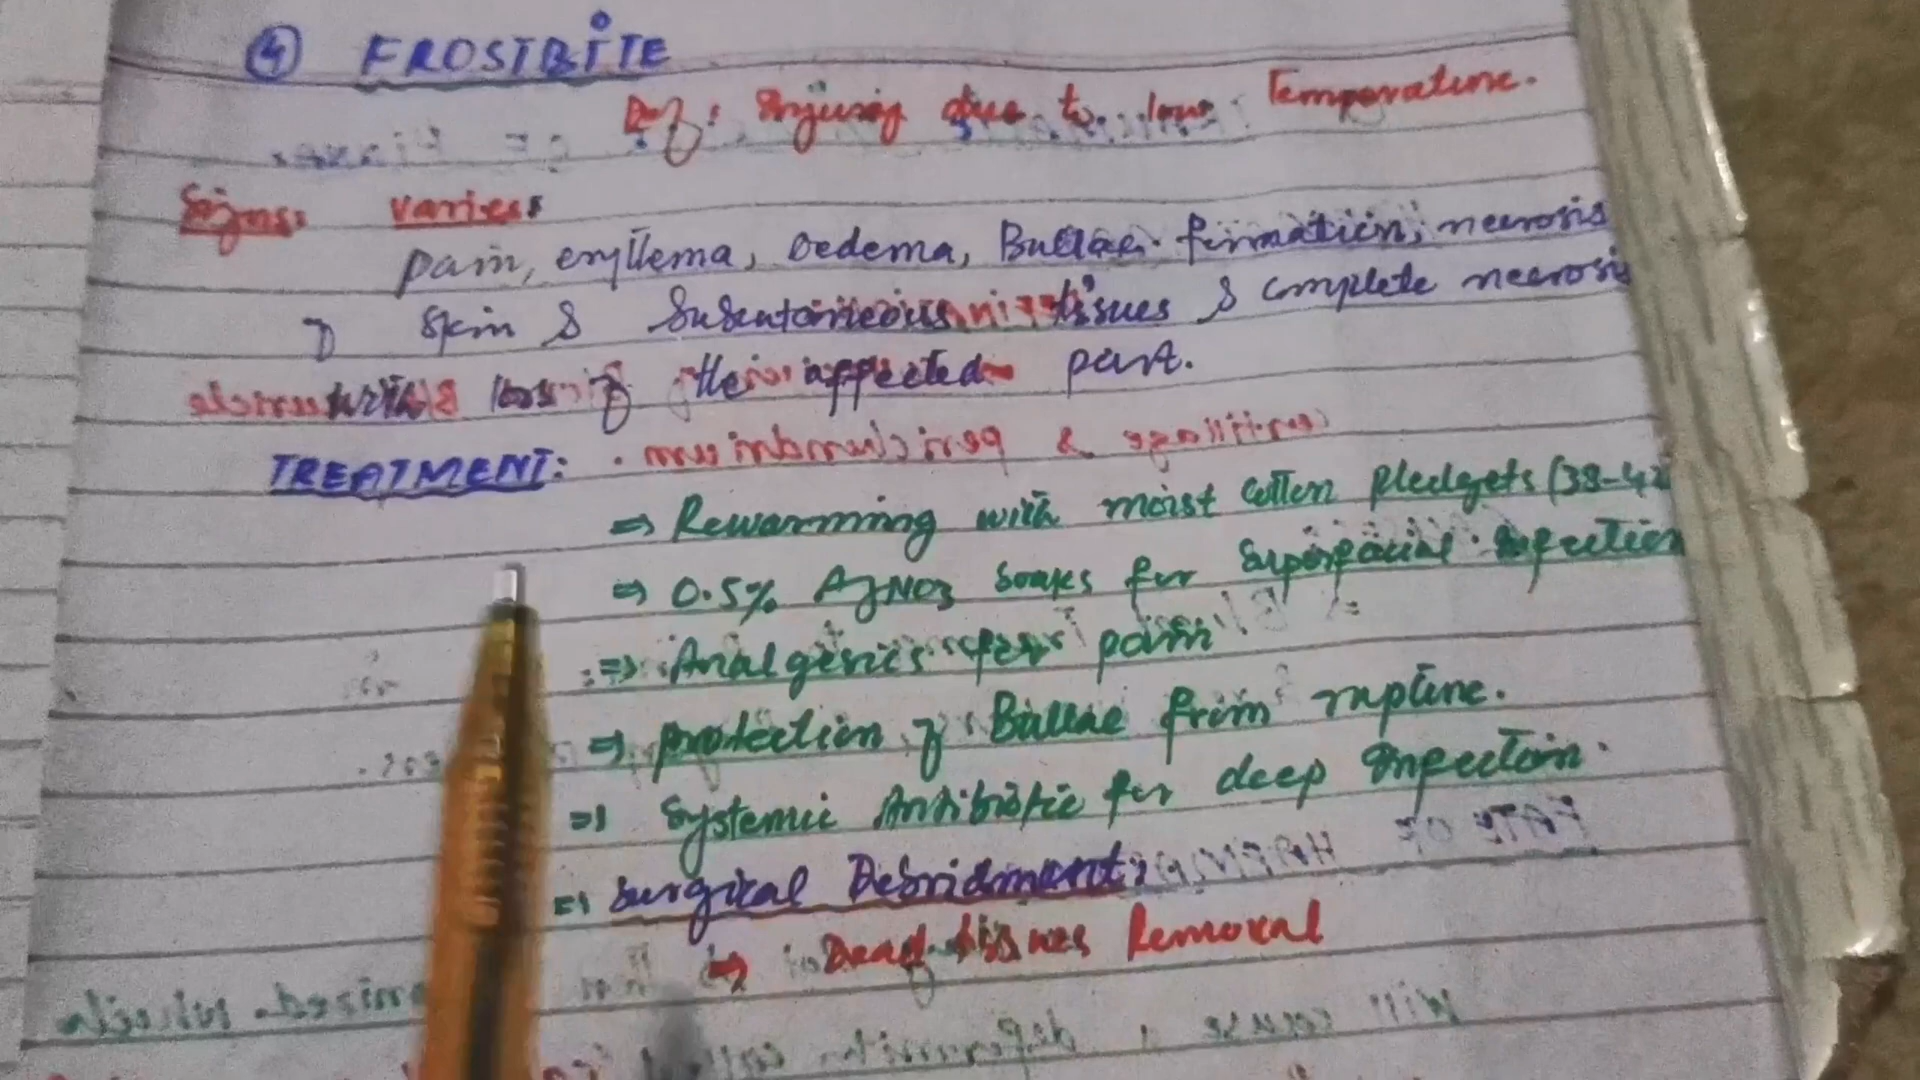 4 FROSTBITE
Def: Injury due to low Temperature.
Signs: varies
pain, erythema, oedema, Bullae formation, necrosis
of skin & Subcutaneous tissues & complete necrosis
with loss of the affected part.
TREATMENT:
⇒ Rewarming with moist cotton pledgets (38-42
⇒ 0.5% AgNO3 soaks for Superfacial infection
⇒ Analgesics for pain
⇒ protection of Bullae from rupture.
⇒ Systemic Antibiotic for deep Infection.
⇒ Surgical Debridment:
↳ Dead tissues Removal